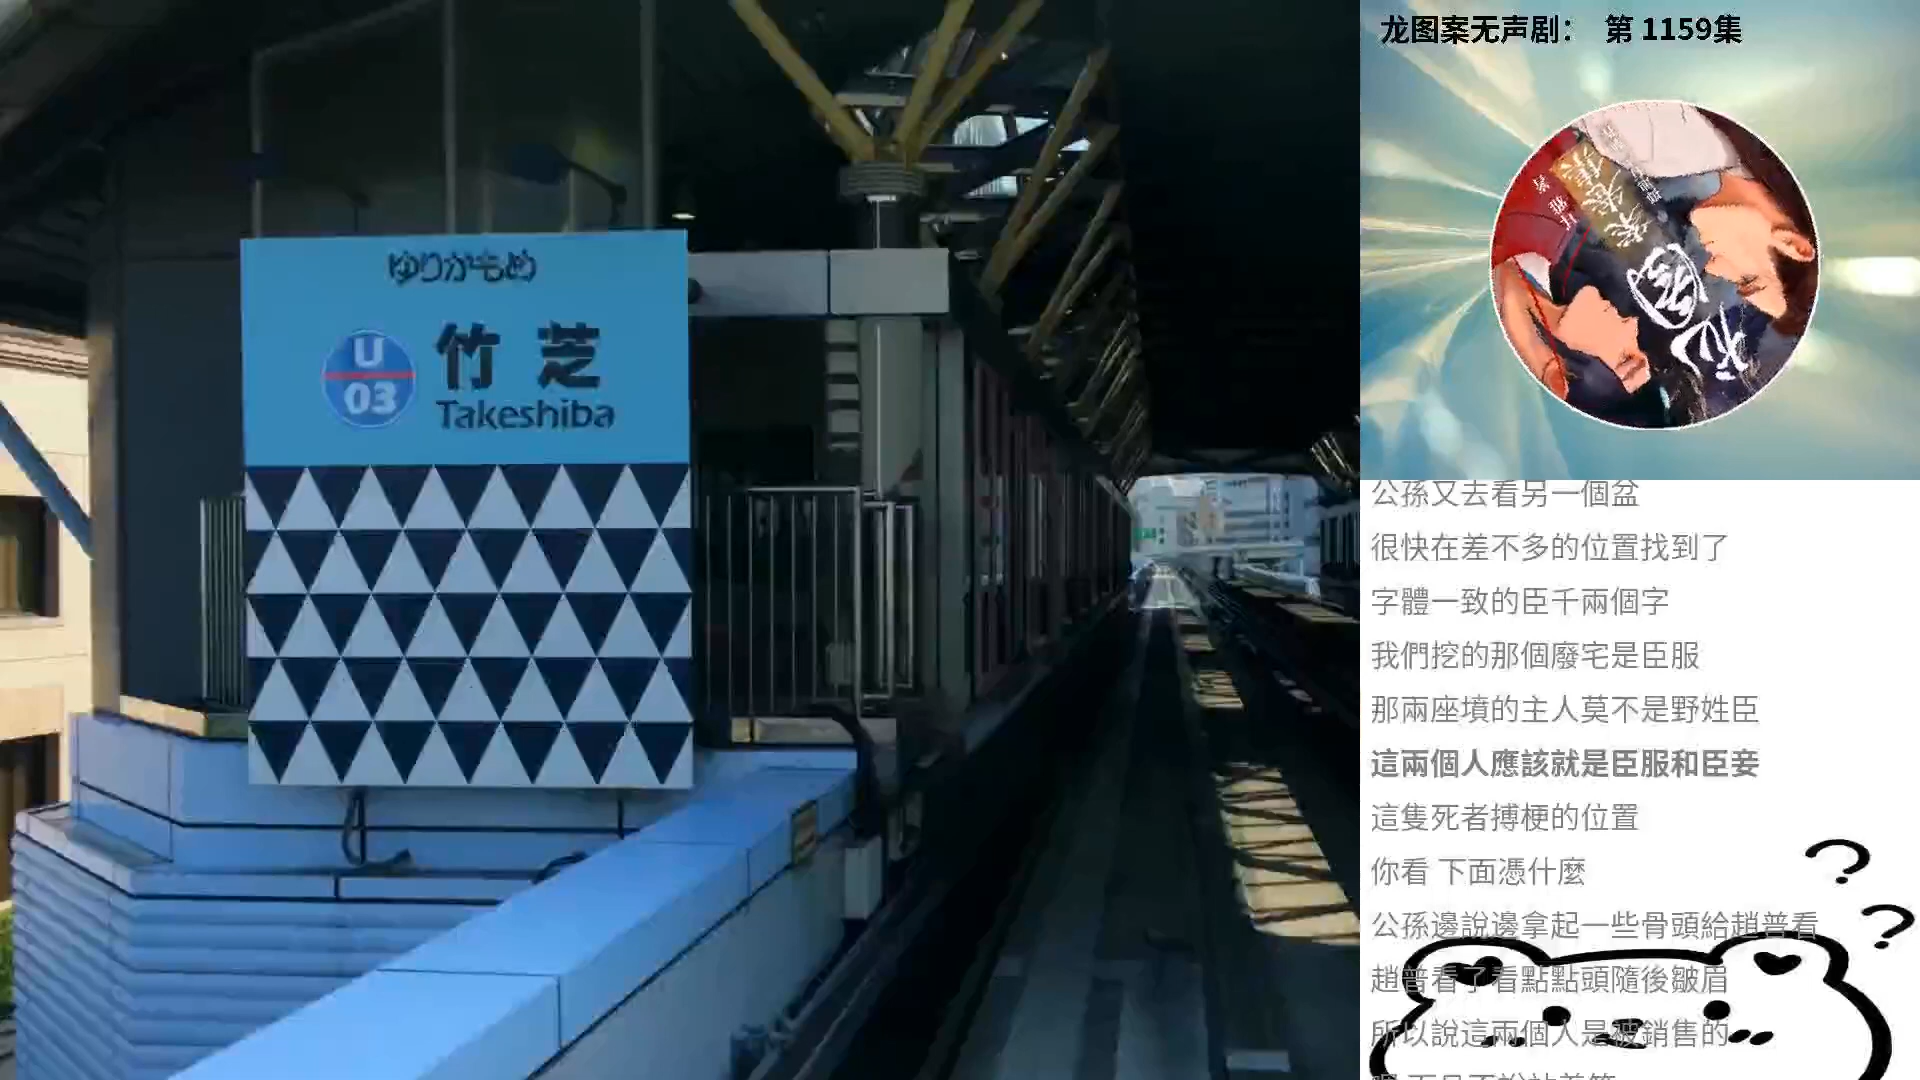 ゆりかもめ
U
03
竹芝
Takeshiba
龙图案无声剧： 第 1159集
公孫又去看另一個盆
很快在差不多的位置找到了
字體一致的臣千兩個字
我們挖的那個廢宅是臣服
那兩座墳的主人莫不是野姓臣
這兩個人應該就是臣服和臣妾
這隻死者搏梗的位置
你看 下面憑什麼
公孫邊說邊拿起一些骨頭給趙普看
趙普看了看點點頭隨後皺眉
所以說這兩個人是被銷售的
?
?